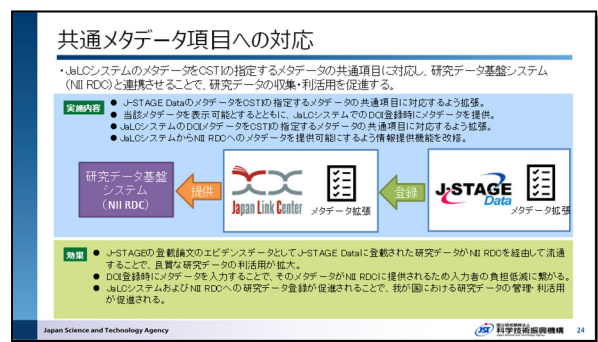 共通メタデータ項目への対応
・JaLCシステムのメタデータをCSTIの指定するメタデータの共通項目に対応し、研究データ基盤システム
（NII RDC）と連携させることで、研究データの収集・利活用を促進する。
実施内容
● J-STAGE DataのメタデータをCSTIの指定するメタデータの共通項目に対応するよう拡張。
● 当該メタデータを表示可能とするとともに、JaLCシステムでのDOI登録時にメタデータを提供。
● JaLCシステムのDOIメタデータをCSTIの指定するメタデータの共通項目に対応するよう拡張。
● JaLCシステムからNII RDCへのメタデータを提供可能にするよう情報提供機能を改修。
研究データ基盤
システム
（NII RDC）
提供
Japan Link Center
メタデータ拡張
登録
J-STAGE
Data
メタデータ拡張
効果
● J-STAGEの登載論文のエビデンスデータとしてJ-STAGE Dataに登載された研究データがNII RDCを経由して流通
することで、良質な研究データの利活用が拡大。
● DOI登録時にメタデータを入力することで、そのメタデータがNII RDCに提供されるため入力者の負担低減に繋がる。
● JaLCシステムおよびNII RDCへの研究データ登録が促進されることで、我が国における研究データの管理・利活用
が促進される。
Japan Science and Technology Agency
JST
国立研究開発法人
科学技術振興機構
24